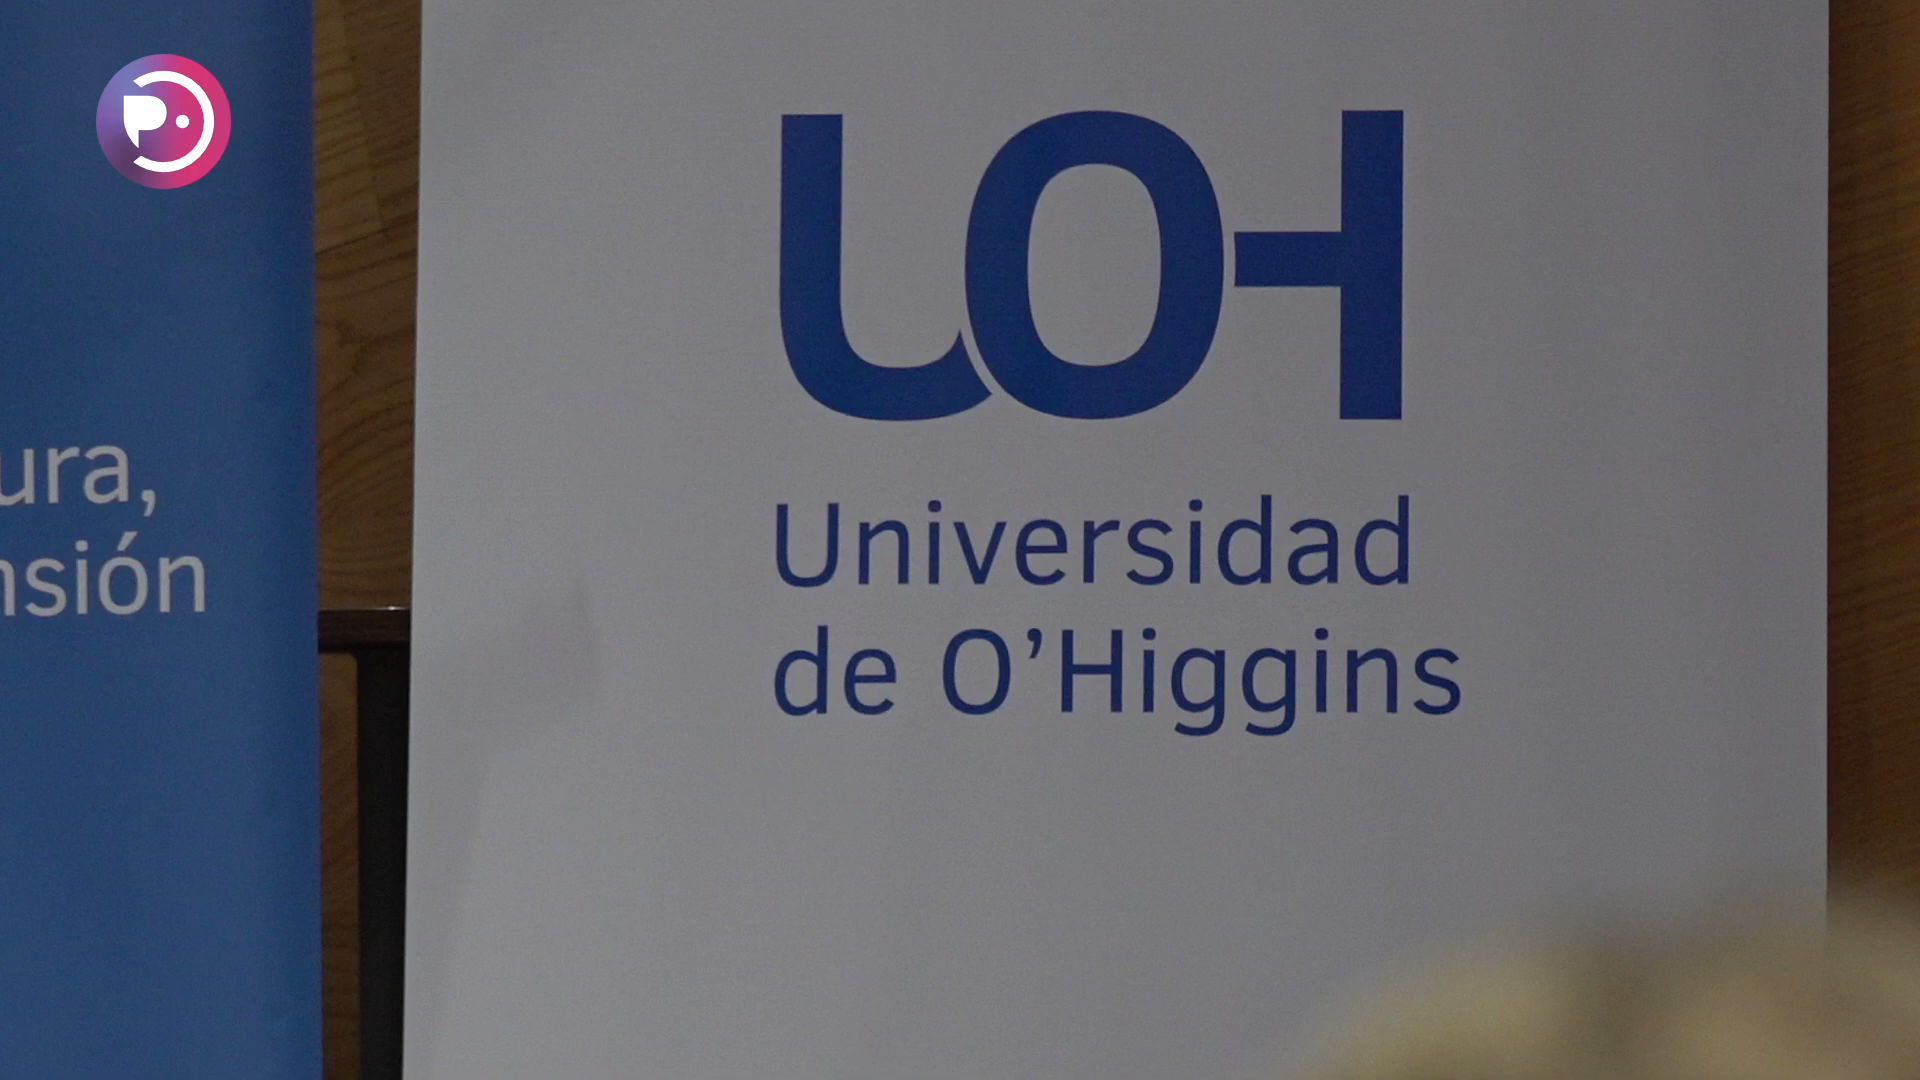 UOH
Universidad
de O’Higgins
ura,
nsión